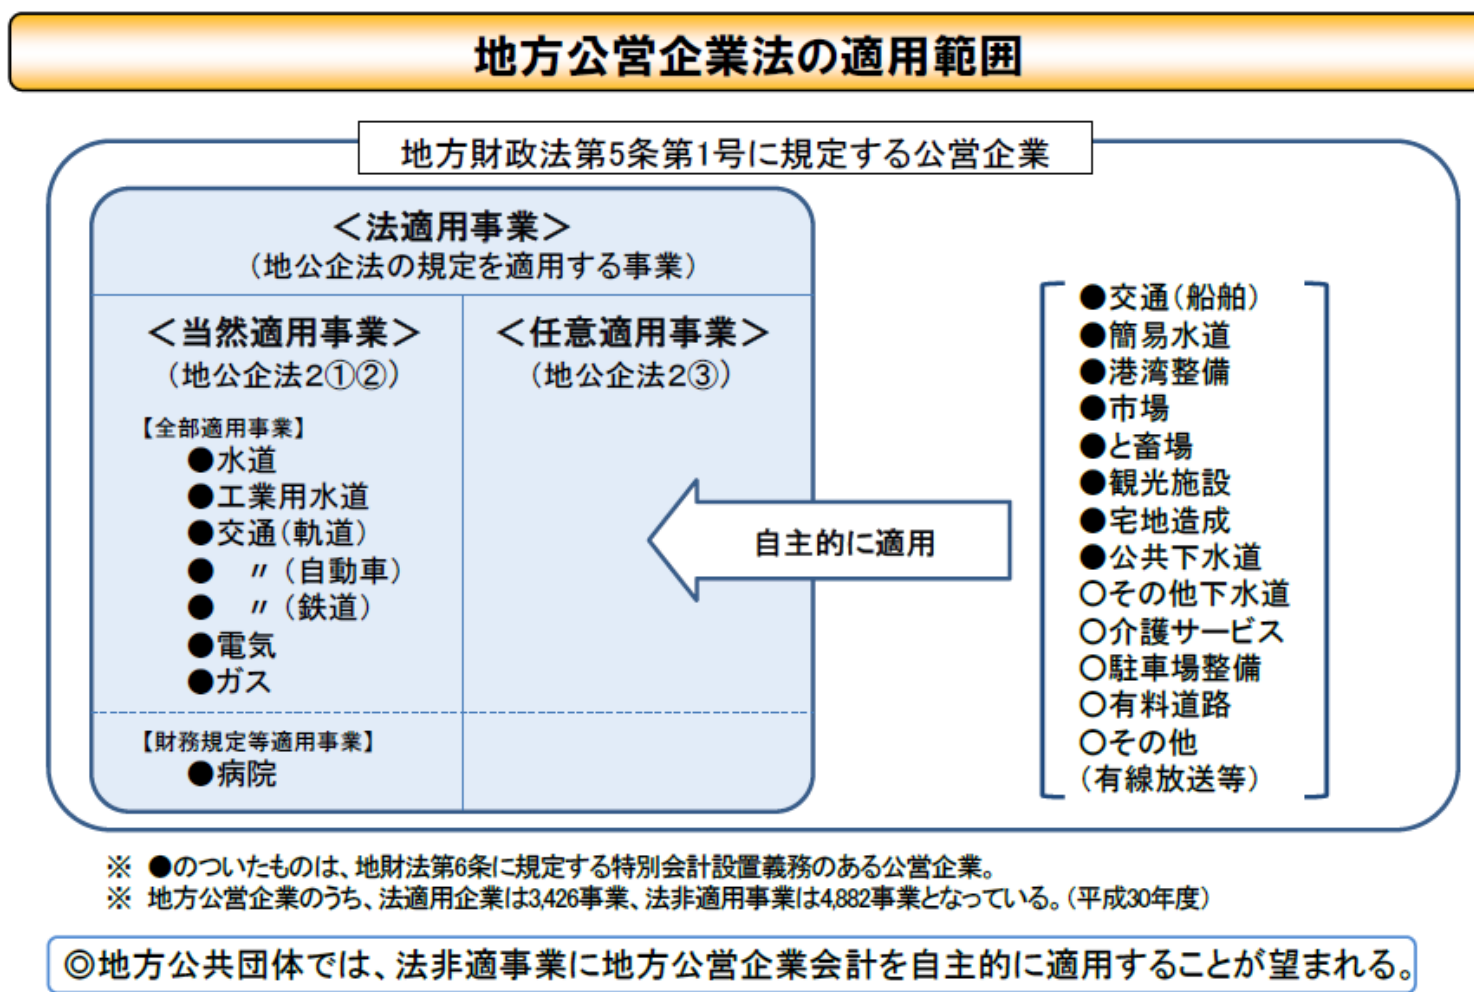 地方公営企業法の適用範囲
地方財政法第5条第1号に規定する公営企業
＜法適用事業＞
（地公企法の規定を適用する事業）
＜当然適用事業＞
（地公企法２①②）
【全部適用事業】
●水道
●工業用水道
●交通（軌道）
●　〃（自動車）
●　〃（鉄道）
●電気
●ガス
【財務規定等適用事業】
●病院
＜任意適用事業＞
（地公企法２③）
自主的に適用
●交通（船舶）
●簡易水道
●港湾整備
●市場
●と畜場
●観光施設
●宅地造成
●公共下水道
○その他下水道
○介護サービス
○駐車場整備
○有料道路
○その他
（有線放送等）
※　●のついたものは、地財法第6条に規定する特別会計設置義務のある公営企業。
※　地方公営企業のうち、法適用企業は3,426事業、法非適用事業は4,882事業となっている。（平成30年度）
◎地方公共団体では、法非適事業に地方公営企業会計を自主的に適用することが望まれる。